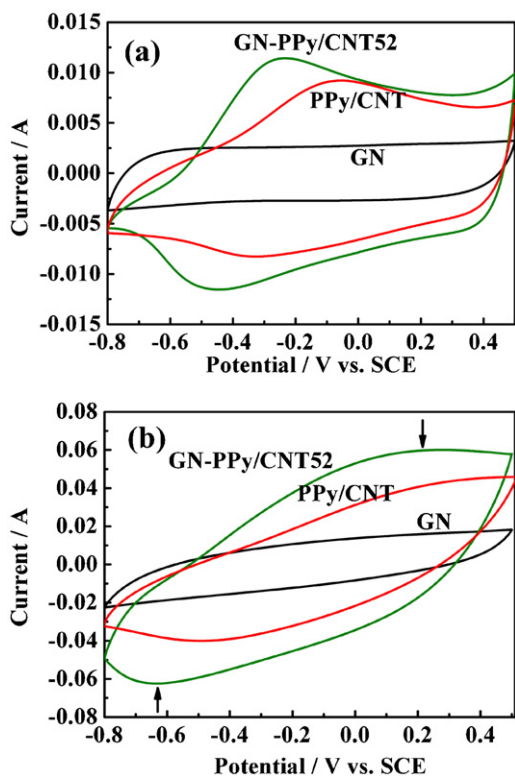 (a)
GN-PPy/CNT52
PPy/CNT
GN
Current / A
0.015
0.010
0.005
0.000
-0.005
-0.010
-0.015
-0.8 -0.6 -0.4 -0.2 0.0 0.2 0.4
Potential / V vs. SCE
(b)
GN-PPy/CNT52
PPy/CNT
GN
Current / A
0.08
0.06
0.04
0.02
0.00
-0.02
-0.04
-0.06
-0.08
-0.8 -0.6 -0.4 -0.2 0.0 0.2 0.4
Potential / V vs. SCE